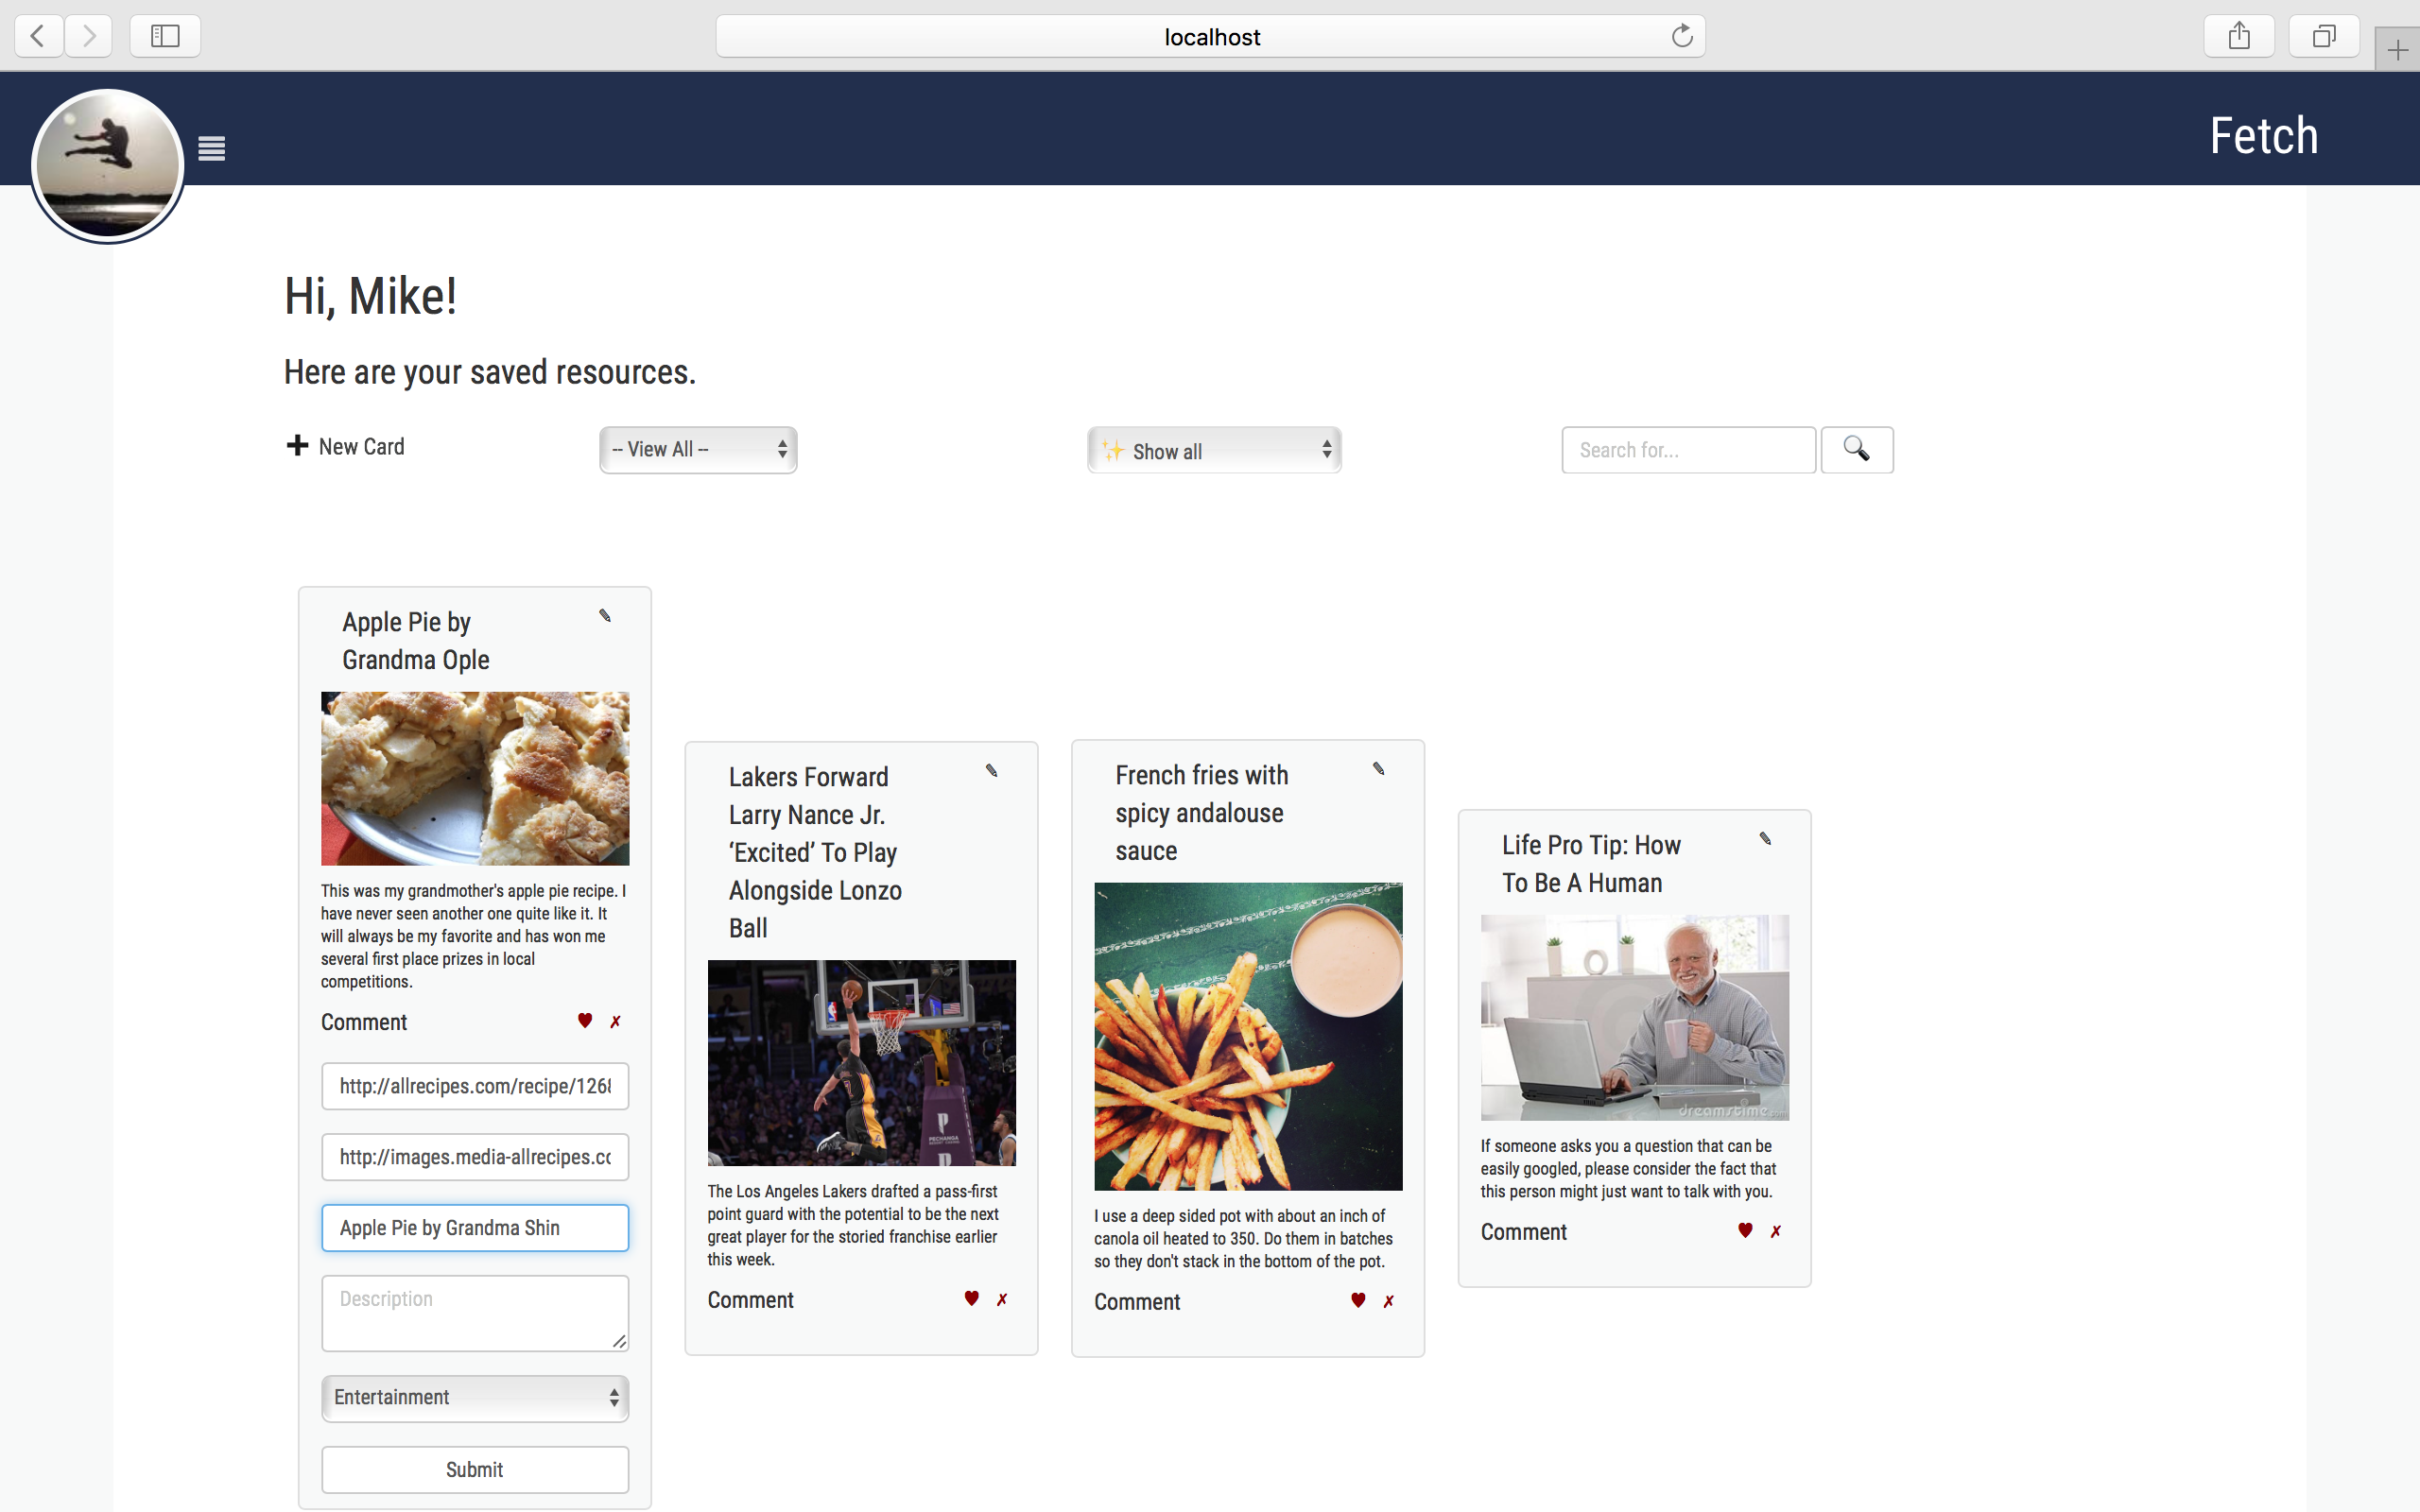 localhost
Fetch
Hi, Mike!
Here are your saved resources.
New Card
-- View All --
✨ Show all
Search for...
Apple Pie by
Grandma Ople
This was my grandmother's apple pie recipe. I
have never seen another one quite like it. It
will always be my favorite and has won me
several first place prizes in local
competitions.
Comment
http://allrecipes.com/recipe/1268
http://images.media-allrecipes.co
Apple Pie by Grandma Shin
Description
Entertainment
Submit
Lakers Forward
Larry Nance Jr.
‘Excited’ To Play
Alongside Lonzo
Ball
PECHANGA
The Los Angeles Lakers drafted a pass-first
point guard with the potential to be the next
great player for the storied franchise earlier
this week.
Comment
French fries with
spicy andalouse
sauce
I use a deep sided pot with about an inch of
canola oil heated to 350. Do them in batches
so they don't stack in the bottom of the pot.
Comment
Life Pro Tip: How
To Be A Human
dreamstime
If someone asks you a question that can be
easily googled, please consider the fact that
this person might just want to talk with you.
Comment